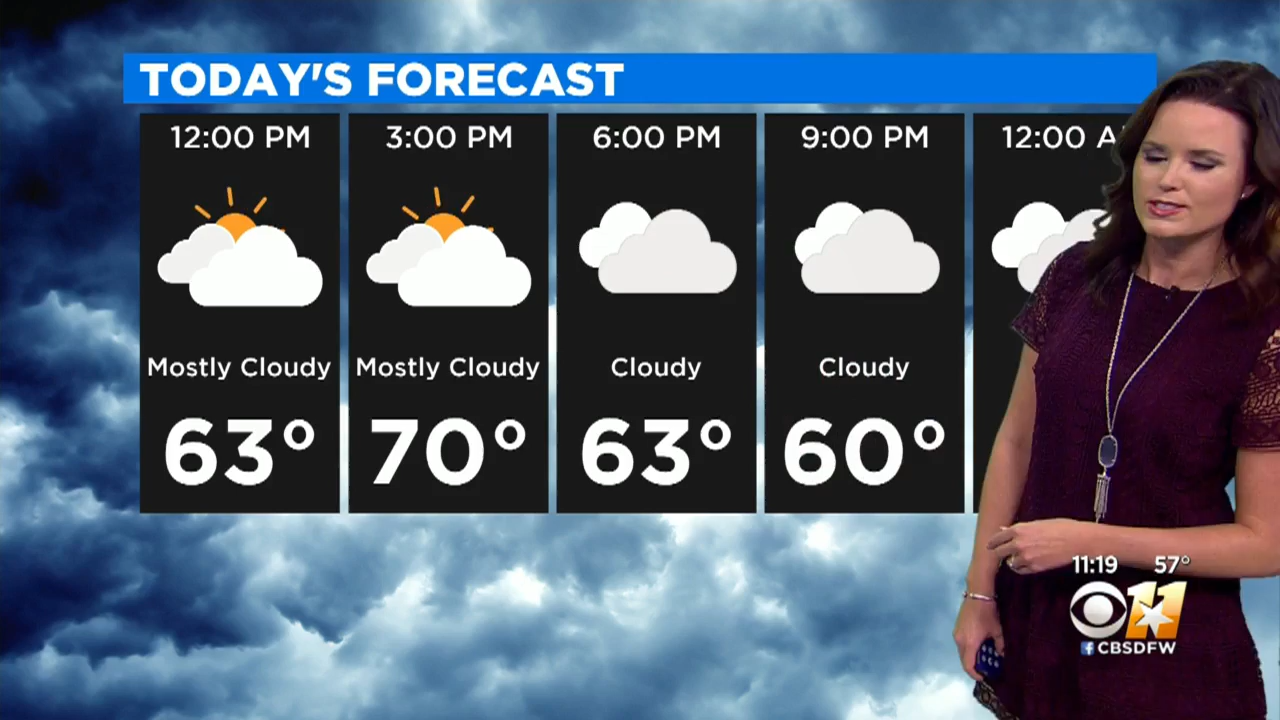 TODAY'S FORECAST
12:00 PM
3:00 PM
6:00 PM
9:00 PM
12:00
Mostly Cloudy
Mostly Cloudy
Cloudy
Cloudy
63°
70°
63°
60°
11:19 57°
11
CBSDFW